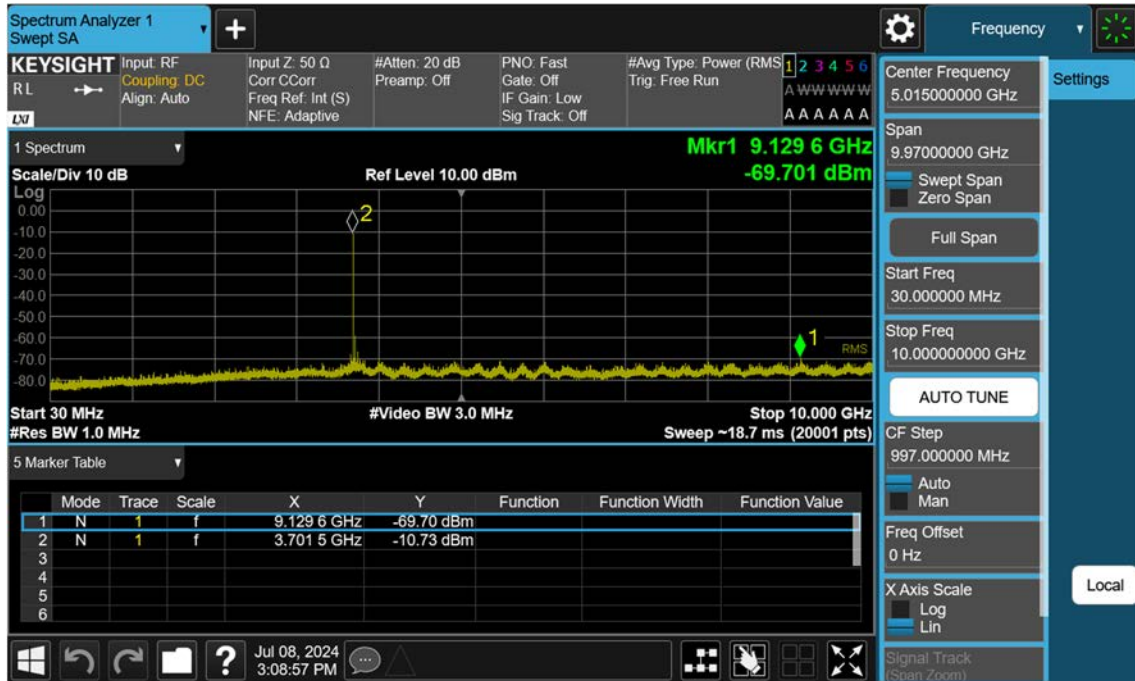 Spectrum Analyzer 1
Swept SA
+
Frequency
KEYSIGHT
RL
LXI
Input: RF
Coupling: DC
Align: Auto
Input Z: 50 Ω
Corr CCorr
Freq Ref: Int (S)
NFE: Adaptive
#Atten: 20 dB
Preamp: Off
PNO: Fast
Gate: Off
IF Gain: Low
Sig Track: Off
#Avg Type: Power (RMS
Trig: Free Run
1 2 3 4 5 6
A W W W W W
A A A A A A
Center Frequency
5.015000000 GHz
Settings
Span
9.97000000 GHz
Swept Span
Zero Span
Full Span
Start Freq
30.000000 MHz
Stop Freq
10.000000000 GHz
AUTO TUNE
CF Step
997.000000 MHz
Auto
Man
Freq Offset
0 Hz
X Axis Scale
Log
Lin
Signal Track
(Span Zoom)
Local
1 Spectrum
Mkr1 9.129 6 GHz
-69.701 dBm
Scale/Div 10 dB
Ref Level 10.00 dBm
Log
0.00
-10.0
-20.0
-30.0
-40.0
-50.0
-60.0
-70.0
-80.0
2
1
RMS
Start 30 MHz
#Video BW 3.0 MHz
Stop 10.000 GHz
#Res BW 1.0 MHz
Sweep ~18.7 ms (20001 pts)
5 Marker Table
Mode Trace Scale X Y Function Function Width Function Value
1 N 1 f 9.129 6 GHz -69.70 dBm
2 N 1 f 3.701 5 GHz -10.73 dBm
3
4
5
6
?
Jul 08, 2024
3:08:57 PM